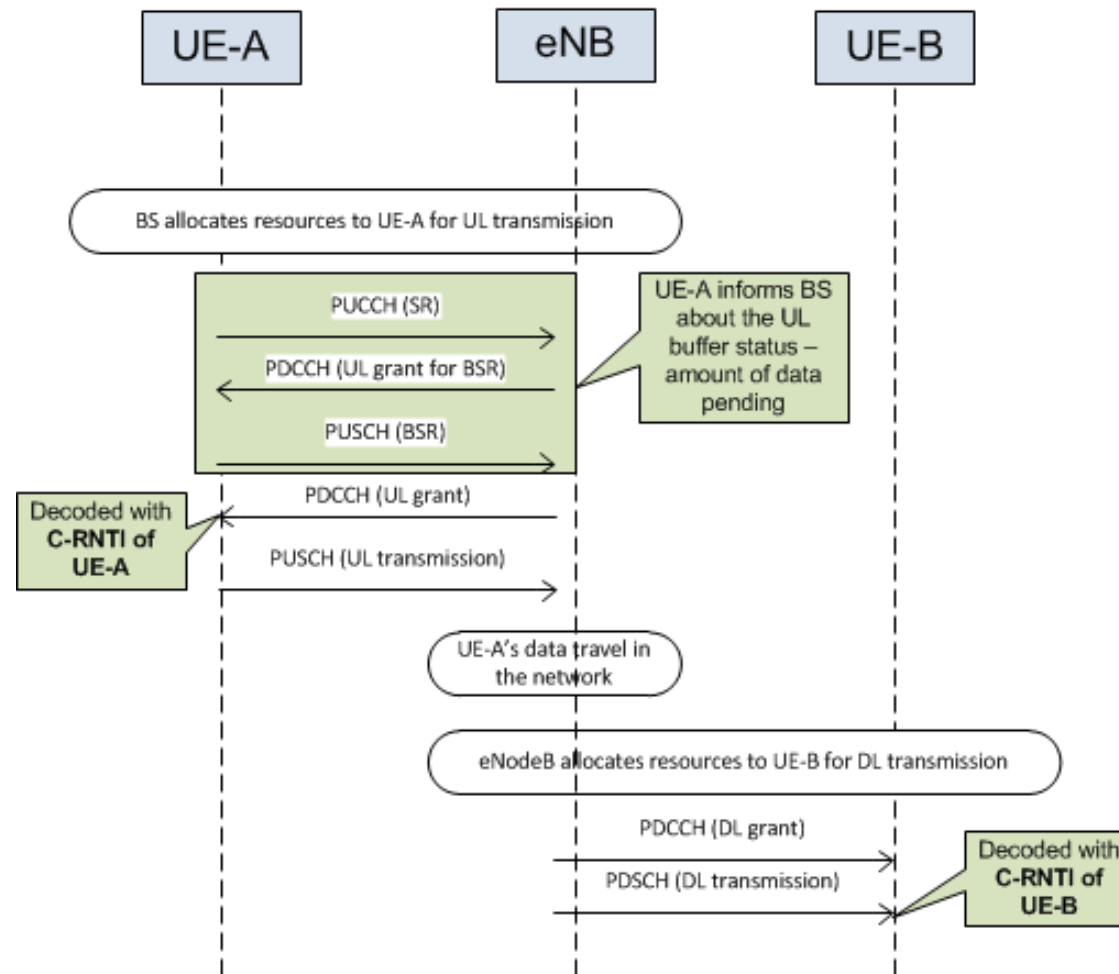 UE-A
eNB
UE-B
BS allocates resources to UE-A for UL transmission
PUCCH (SR)
UE-A informs BS
about the UL
buffer status –
amount of data
pending
PDCCH (UL grant for BSR)
PUSCH (BSR)
PDCCH (UL grant)
Decoded with
C-RNTI of
UE-A
PUSCH (UL transmission)
UE-A's data travel in
the network
eNodeB allocates resources to UE-B for DL transmission
PDCCH (DL grant)
PDSCH (DL transmission)
Decoded with
C-RNTI of
UE-B